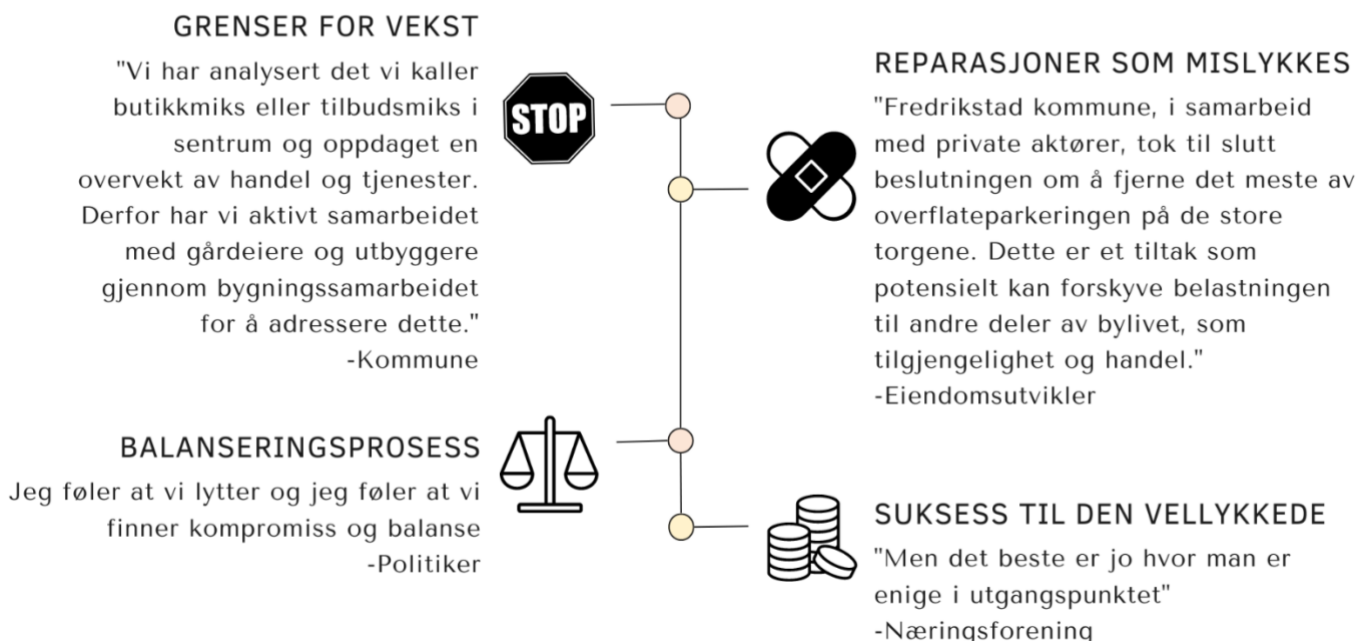 GRENSER FOR VEKST
"Vi har analysert det vi kaller
butikkmiks eller tilbudsmiks i
sentrum og oppdaget en
overvekt av handel og tjenester.
Derfor har vi aktivt samarbeidet
med gårdeiere og utbyggere
gjennom bygningssamarbeidet
for å adressere dette."
-Kommune
STOP
REPARASJONER SOM MISLYKKES
"Fredrikstad kommune, i samarbeid
med private aktører, tok til slutt
beslutningen om å fjerne det meste av
overflateparkeringen på de store
torgene. Dette er et tiltak som
potensielt kan forskyve belastningen
til andre deler av bylivet, som
tilgjengelighet og handel."
-Eiendomsutvikler
BALANSERINGSPROSESS
Jeg føler at vi lytter og jeg føler at vi
finner kompromiss og balanse
-Politiker
SUKSESS TIL DEN VELLYKKEDE
"Men det beste er jo hvor man er
enige i utgangspunktet"
-Næringsforening